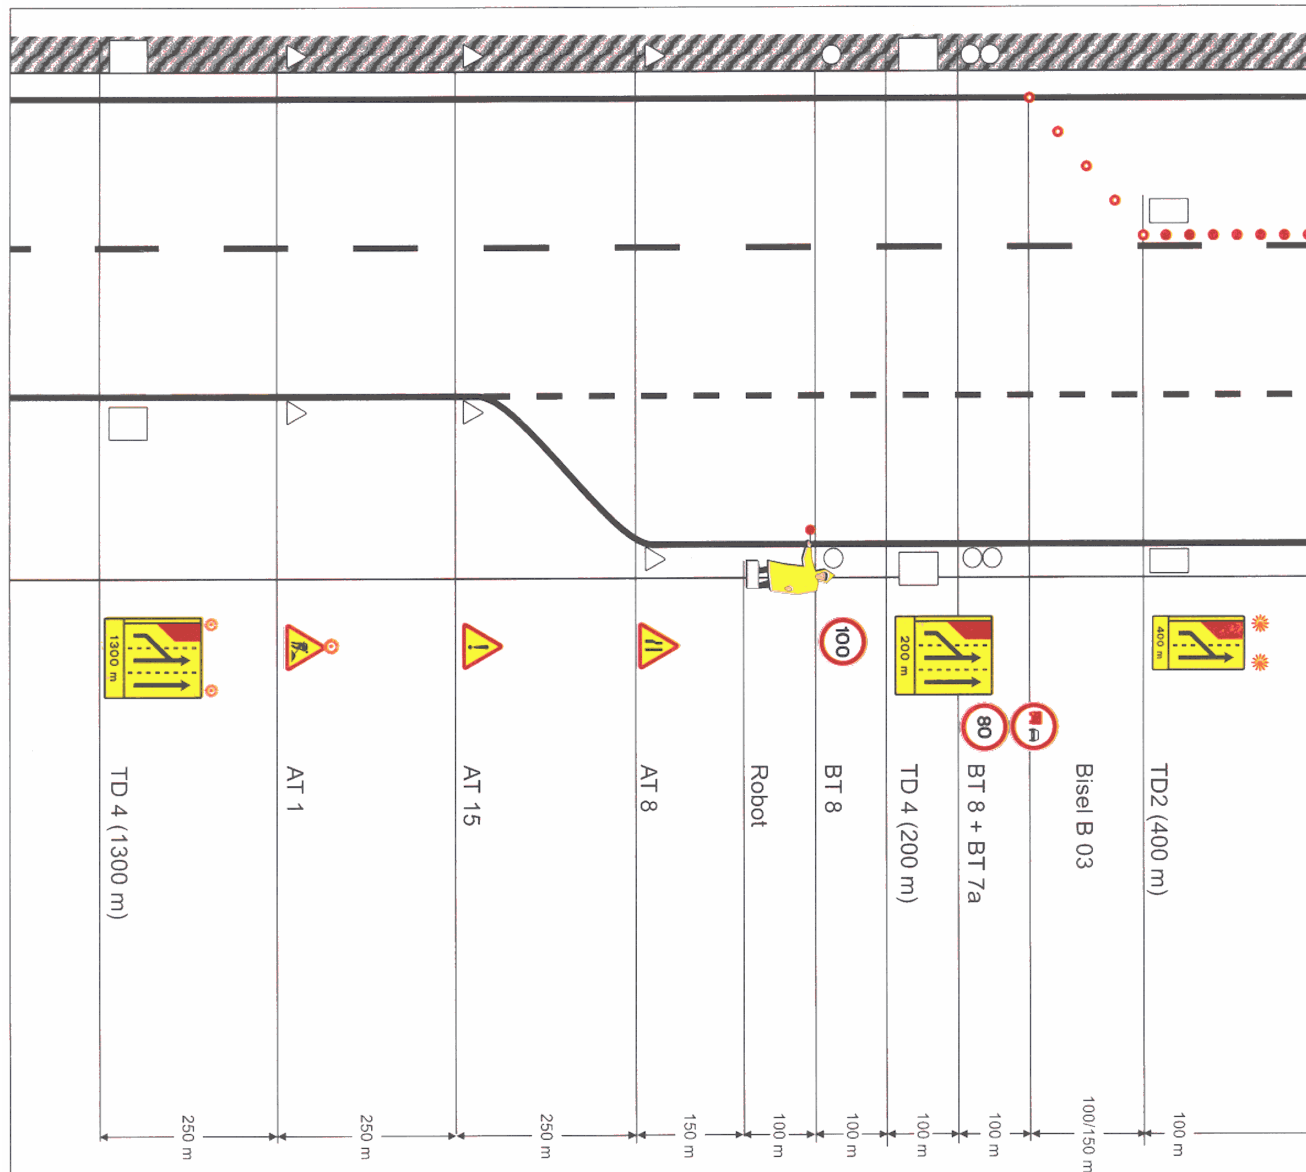 1300 m
100
200 m
80
400 m
TD 4 (1300 m)
AT 1
AT 15
AT 8
Robot
BT 8
TD 4 (200 m)
BT 8 + BT 7a
Bisel B 03
TD2 (400 m)
250 m
250 m
250 m
150 m
100 m
100 m
100 m
100 m
100/150 m
100 m